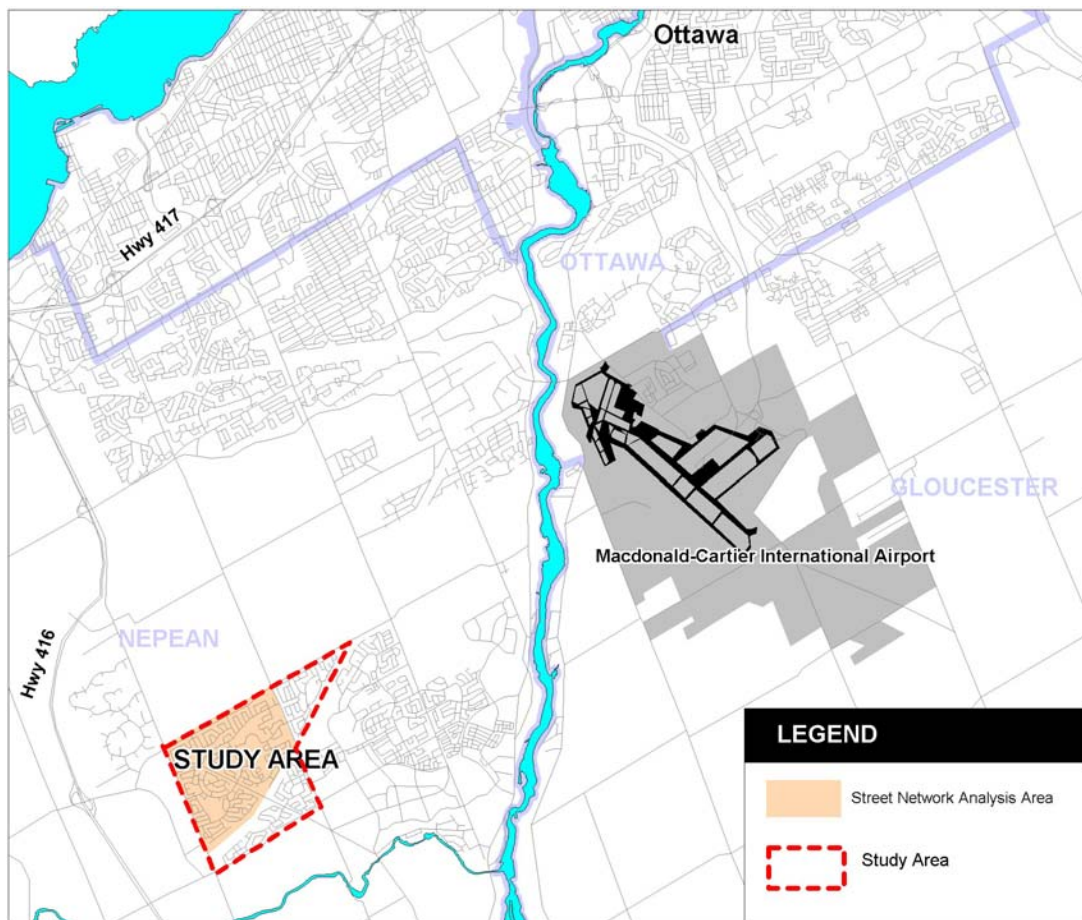 Ottawa
Hwy 417
OTTAWA
GLOUCESTER
Macdonald-Cartier International Airport
NEPEAN
Hwy 416
STUDY AREA
LEGEND
Street Network Analysis Area
Study Area